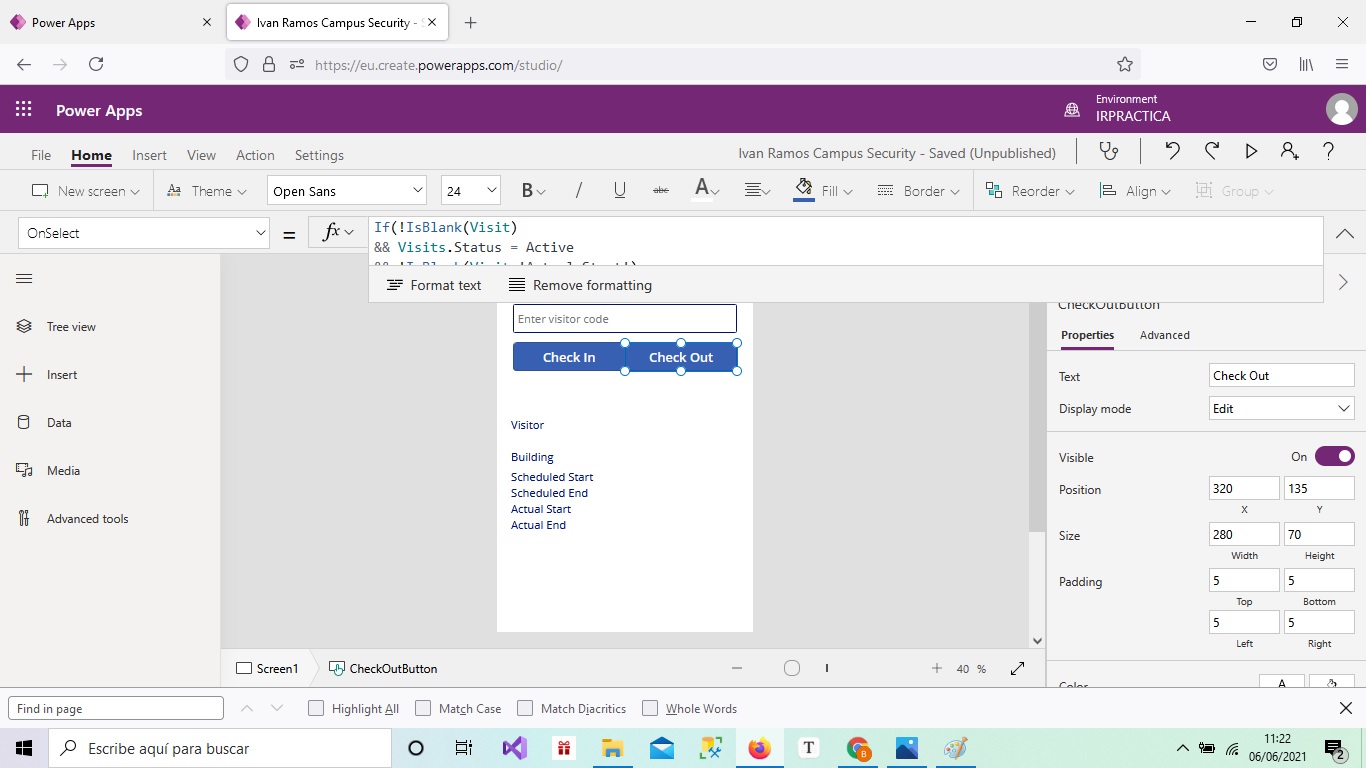 Power Apps
Ivan Ramos Campus Security - S
https://eu.create.powerapps.com/studio/
Power Apps
Environment
IRPRACTICA
File Home Insert View Action Settings
Ivan Ramos Campus Security - Saved (Unpublished)
New screen Theme Open Sans 24 B / U abc A Fill Border Reorder Align Group
OnSelect = fx
If(!IsBlank(Visit)
&& Visits.Status = Active
&& !IsBlank(Visit.'Actual Start')
Format text Remove formatting
Tree view
Insert
Data
Media
Advanced tools
Enter visitor code
Check In Check Out
Visitor
Building
Scheduled Start
Scheduled End
Actual Start
Actual End
CheckOutButton
Properties Advanced
Text Check Out
Display mode Edit
Visible On
Position 320 135
X Y
Size 280 70
Width Height
Padding 5 5
Top Bottom
5 5
Left Right
Color A
Screen1 CheckOutButton
40 %
Find in page Highlight All Match Case Match Diacritics Whole Words
Escribe aquí para buscar
T
B
11:22
06/06/2021
2